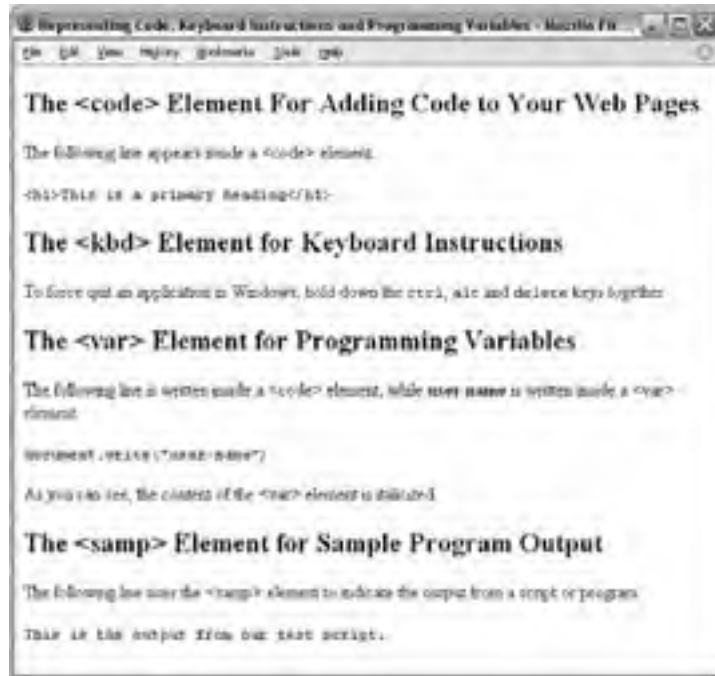 Representing Code, Keyboard Instructions and Programming Variables - Mozilla Fir...
File Edit View History Bookmarks Tools Help
The <code> Element For Adding Code to Your Web Pages
The following line appears inside a <code> element.
<h1>This is a primary heading</h1>
The <kbd> Element for Keyboard Instructions
To force quit an application in Windows, hold down the ctrl, alt and delete keys together.
The <var> Element for Programming Variables
The following line is written inside a <code> element, while user-name is written inside a <var>
element.
document.write("user-name")
As you can see, the content of the <var> element is italicized.
The <samp> Element for Sample Program Output
The following line uses the <samp> element to indicate the output from a script or program.
This is the output from our test script.